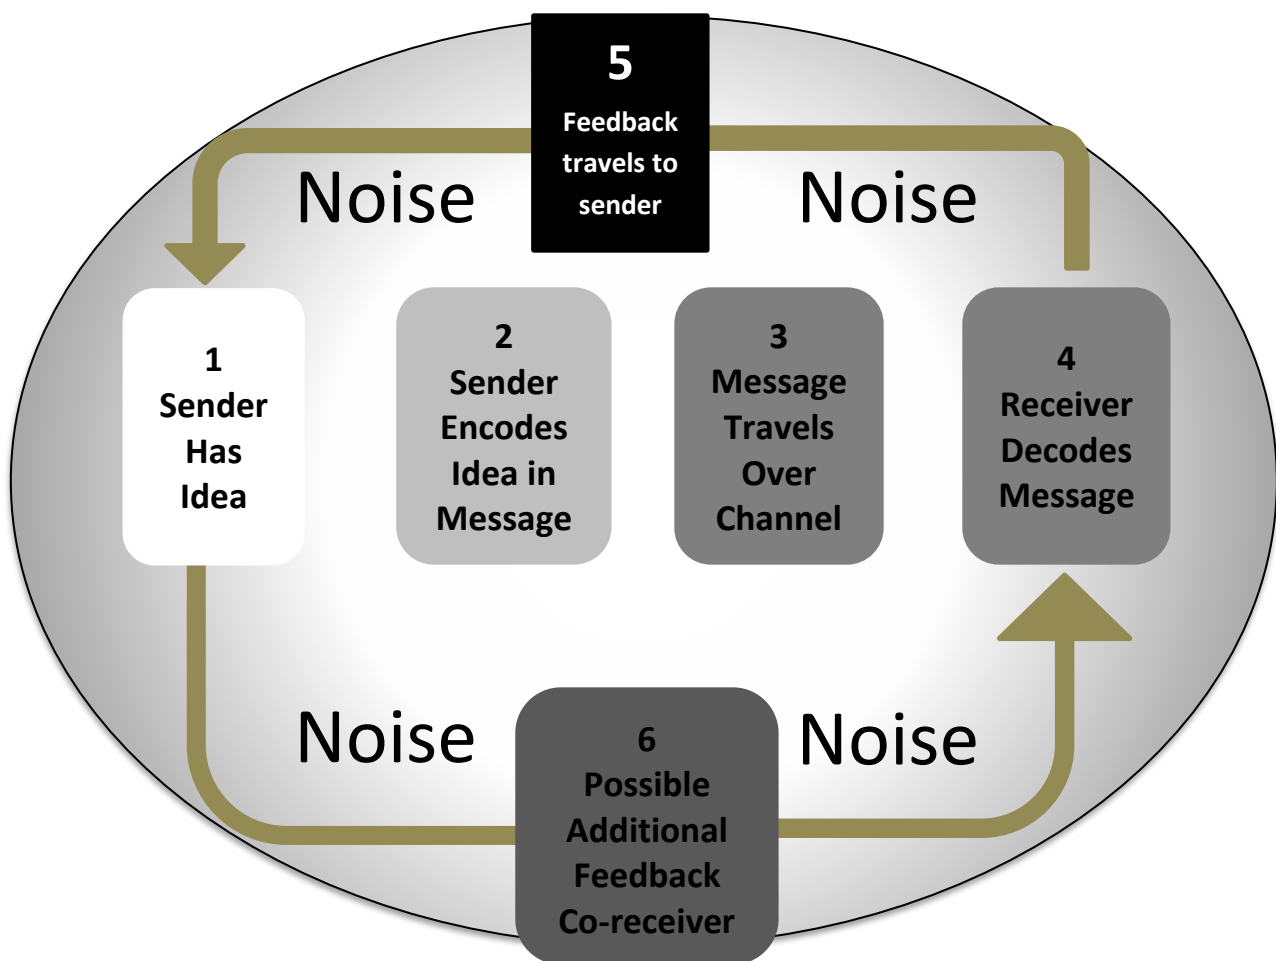 5
Feedback
travels to
sender
Noise
Noise
1
Sender
Has
Idea
2
Sender
Encodes
Idea in
Message
3
Message
Travels
Over
Channel
4
Receiver
Decodes
Message
Noise
Noise
6
Possible
Additional
Feedback
Co-receiver